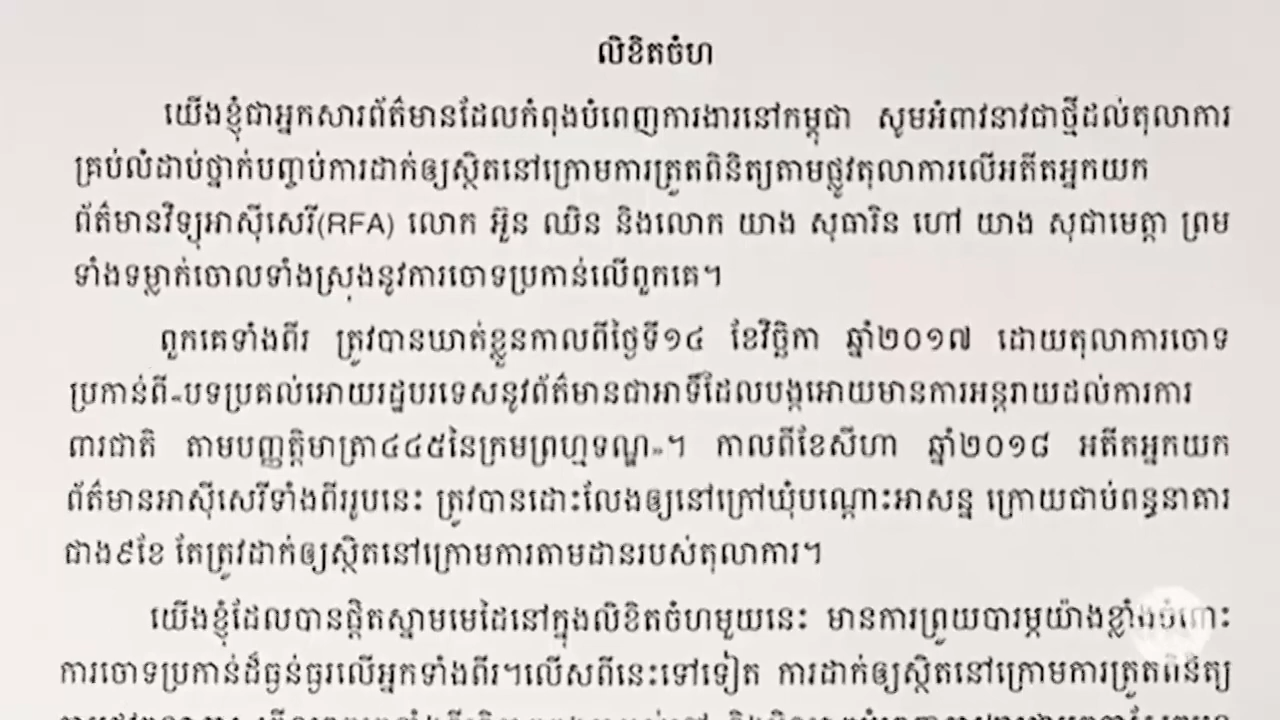 លិខិតចំហ
យើងខ្ញុំជាអ្នកសារព័ត៌មានដែលកំពុងបំពេញការងារនៅកម្ពុជា សូមអំពាវនាវជាថ្មីដល់តុលាការ
គ្រប់លំដាប់ថ្នាក់បញ្ចប់ការដាក់ឲ្យស្ថិតនៅក្រោមការត្រួតពិនិត្យតាមផ្លូវតុលាការលើអតីតអ្នកយក
ព័ត៌មានវិទ្យុអាស៊ីសេរី(RFA) លោក អ៊ួន ឈិន និងលោក យាង សុធារិន ហៅ យាង សុជាមេត្តា ព្រម
ទាំងទម្លាក់ចោលទាំងស្រុងនូវការចោទប្រកាន់លើពួកគេ។
ពួកគេទាំងពីរ ត្រូវបានឃាត់ខ្លួនកាលពីថ្ងៃទី១៤ ខែវិច្ឆិកា ឆ្នាំ២០១៧ ដោយតុលាការចោទ
ប្រកាន់ពី«បទប្រគល់អោយរដ្ឋបរទេសនូវព័ត៌មានជាអាទិ៍ដែលបង្កអោយមានការអន្តរាយដល់ការការ
ពារជាតិ តាមបញ្ញត្តិមាត្រា៤៤៥នៃក្រមព្រហ្មទណ្ឌ»។ កាលពីខែសីហា ឆ្នាំ២០១៨ អតីតអ្នកយក
ព័ត៌មានអាស៊ីសេរីទាំងពីររូបនេះ ត្រូវបានដោះលែងឲ្យនៅក្រៅឃុំបណ្តោះអាសន្ន ក្រោយជាប់ពន្ធនាគារ
ជាង៩ខែ តែត្រូវដាក់ឲ្យស្ថិតនៅក្រោមការតាមដានរបស់តុលាការ។
យើងខ្ញុំដែលបានផ្តិតស្នាមមេដៃនៅក្នុងលិខិតចំហមួយនេះ មានការព្រួយបារម្ភយ៉ាងខ្លាំងចំពោះ
ការចោទប្រកាន់ដ៏ធ្ងន់ធ្ងរលើអ្នកទាំងពីរ។លើសពីនេះទៅទៀត ការដាក់ឲ្យស្ថិតនៅក្រោមការត្រួតពិនិត្យ